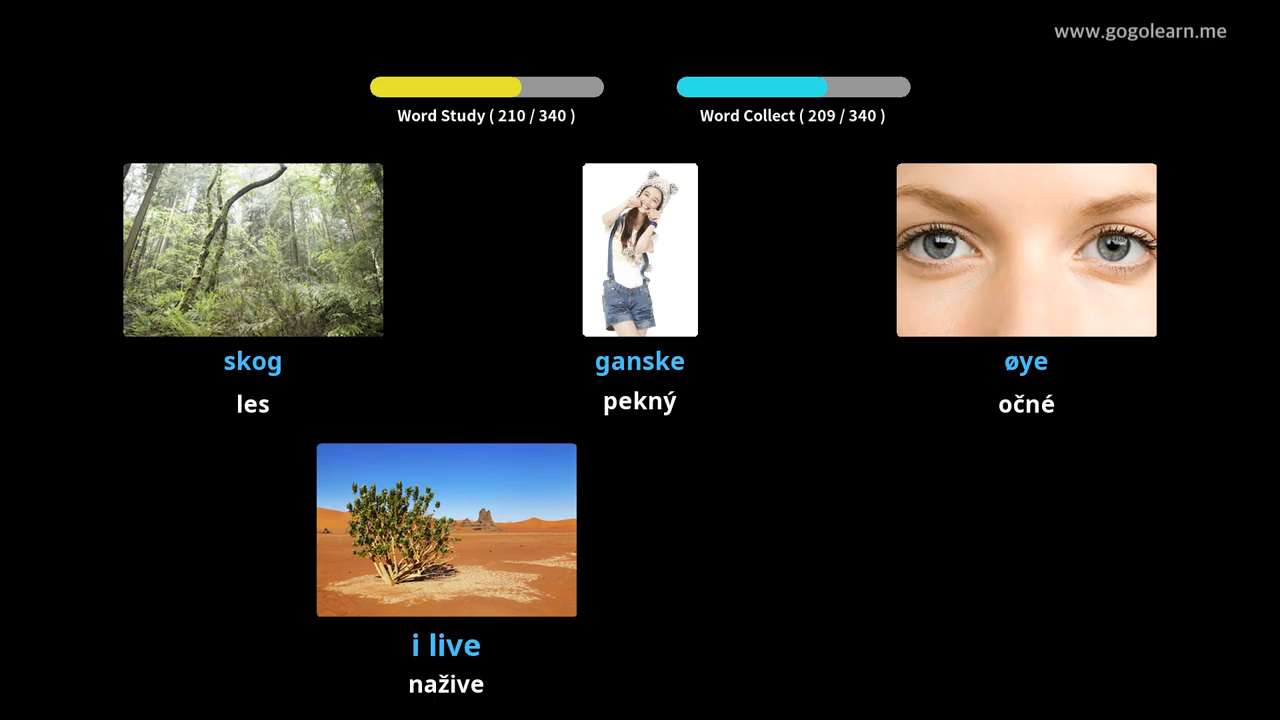 www.gogolearn.me
Word Study ( 210 / 340 )
Word Collect ( 209 / 340 )
skog
ganske
øye
les
pekný
očné
i live
nažive